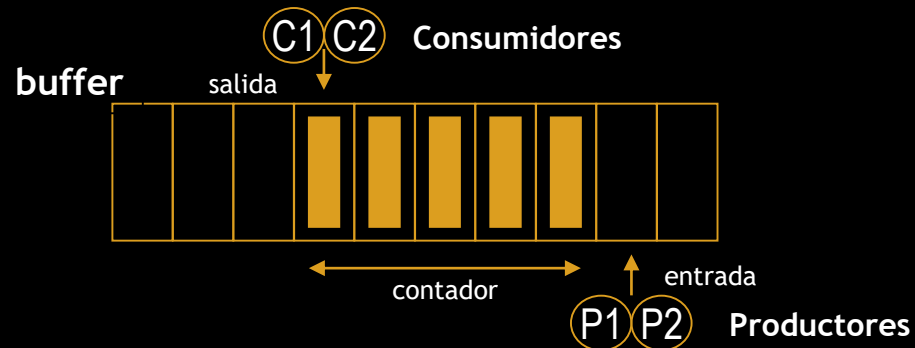 C1 C2 Consumidores
buffer
salida
contador
entrada
P1 P2 Productores